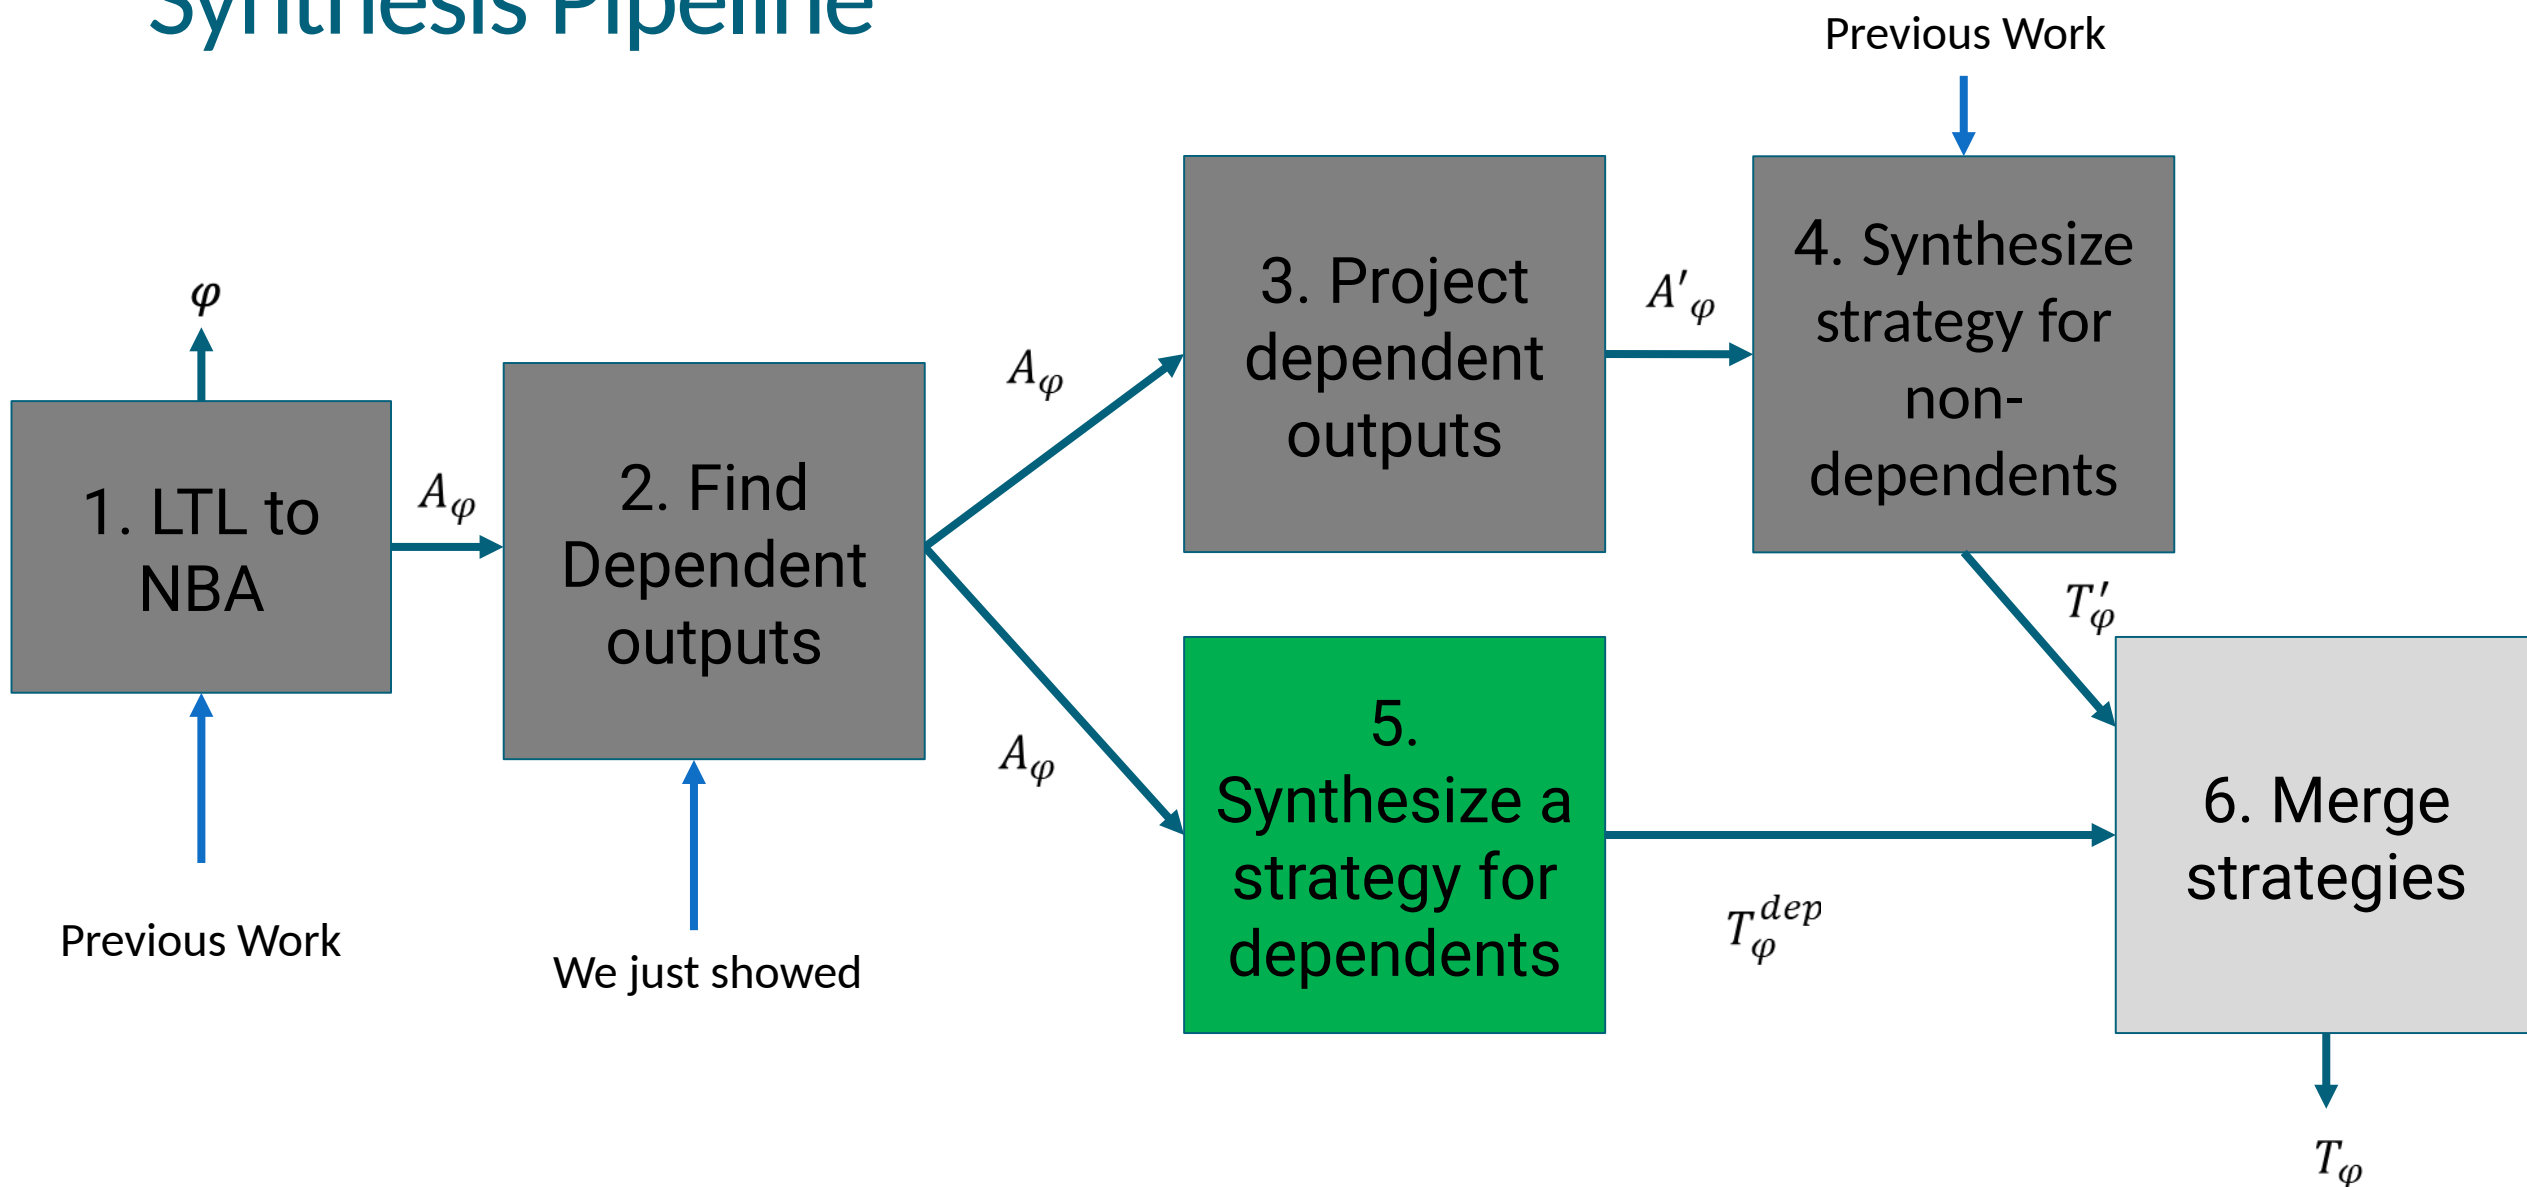 Synthesis Pipeline
Previous Work
φ
1. LTL to
NBA
Previous Work
A_φ
2. Find
Dependent
outputs
We just showed
A_φ
A_φ
3. Project
dependent
outputs
A′_φ
4. Synthesize
strategy for
non-
dependents
T′_φ
5.
Synthesize a
strategy for
dependents
T_φ^dep
6. Merge
strategies
T_φ